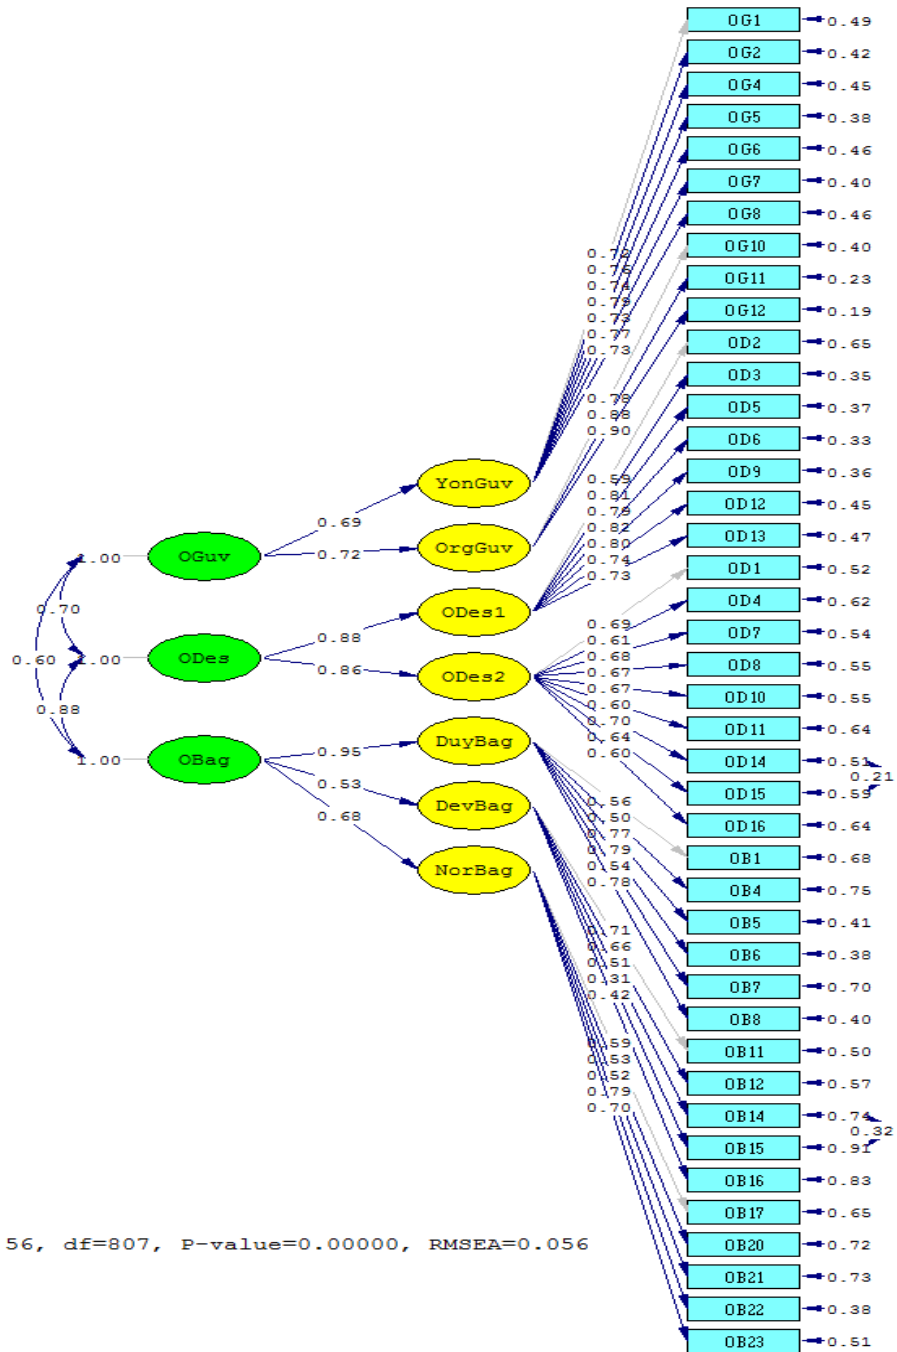 OG1 0.49
OG2 0.42
OG4 0.45
OG5 0.38
OG6 0.46
OG7 0.40
OG8 0.46
OG10 0.40
OG11 0.23
OG12 0.19
OD2 0.65
OD3 0.35
OD5 0.37
OD6 0.33
OD9 0.36
OD12 0.45
OD13 0.47
OD1 0.52
OD4 0.62
OD7 0.54
OD8 0.55
OD10 0.55
OD11 0.64
OD14 0.51
0.21
OD15 0.59
OD16 0.64
OB1 0.68
OB4 0.75
OB5 0.41
OB6 0.38
OB7 0.70
OB8 0.40
OB11 0.50
OB12 0.57
OB14 0.74
0.32
OB15 0.91
OB16 0.83
OB17 0.65
OB20 0.72
OB21 0.73
OB22 0.38
OB23 0.51
0.72
0.76
0.74
0.79
0.73
0.77
0.73
0.78
0.88
0.90
0.59
0.81
0.79
0.82
0.80
0.74
0.73
0.69
0.61
0.68
0.67
0.67
0.60
0.70
0.64
0.60
0.56
0.50
0.77
0.79
0.54
0.78
0.71
0.66
0.51
0.31
0.42
0.59
0.53
0.52
0.79
0.70
YonGuv
OrgGuv
ODes1
ODes2
DuyBag
DevBag
NorBag
0.69
0.72
0.88
0.86
0.95
0.53
0.68
OGuv
ODes
OBag
1.00
1.00
1.00
0.70
0.60
0.88
56, df=807, P-value=0.00000, RMSEA=0.056